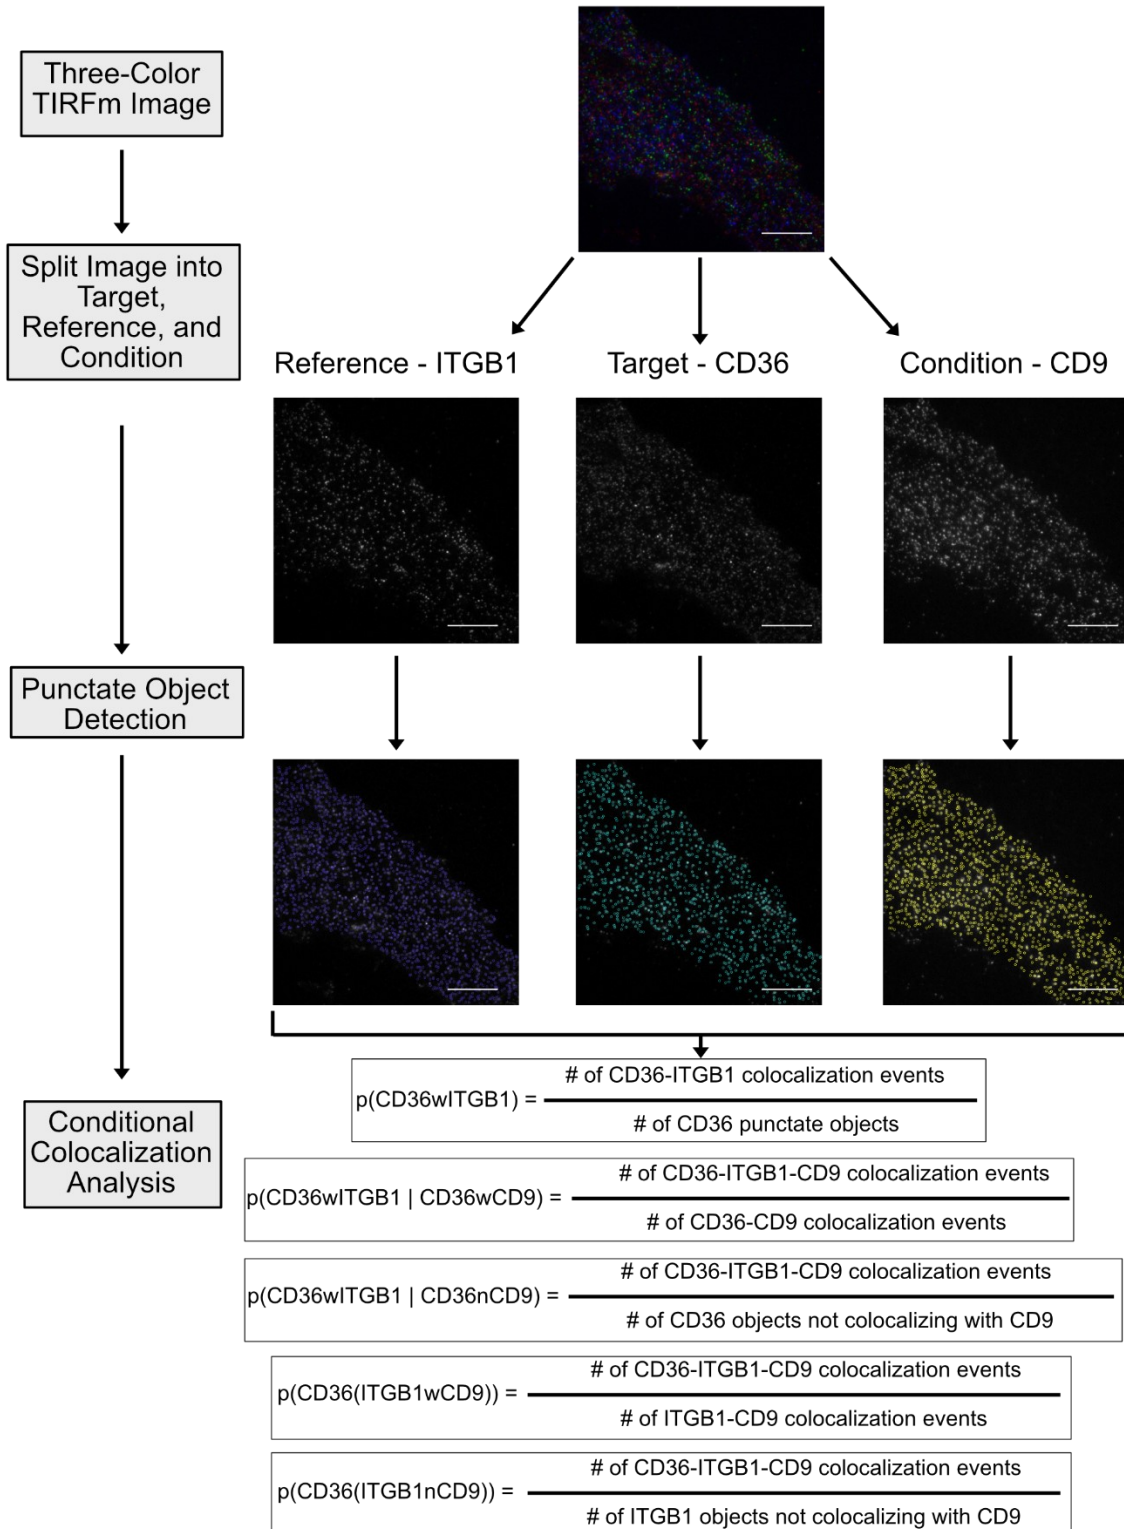 Three-Color
TIRFm Image
Split Image into
Target,
Reference, and
Condition
Reference - ITGB1
Target - CD36
Condition - CD9
Punctate Object
Detection
Conditional
Colocalization
Analysis
p(CD36wITGB1) =
# of CD36-ITGB1 colocalization events
# of CD36 punctate objects
p(CD36wITGB1 | CD36wCD9) =
# of CD36-ITGB1-CD9 colocalization events
# of CD36-CD9 colocalization events
p(CD36wITGB1 | CD36nCD9) =
# of CD36-ITGB1-CD9 colocalization events
# of CD36 objects not colocalizing with CD9
p(CD36(ITGB1wCD9)) =
# of CD36-ITGB1-CD9 colocalization events
# of ITGB1-CD9 colocalization events
p(CD36(ITGB1nCD9)) =
# of CD36-ITGB1-CD9 colocalization events
# of ITGB1 objects not colocalizing with CD9